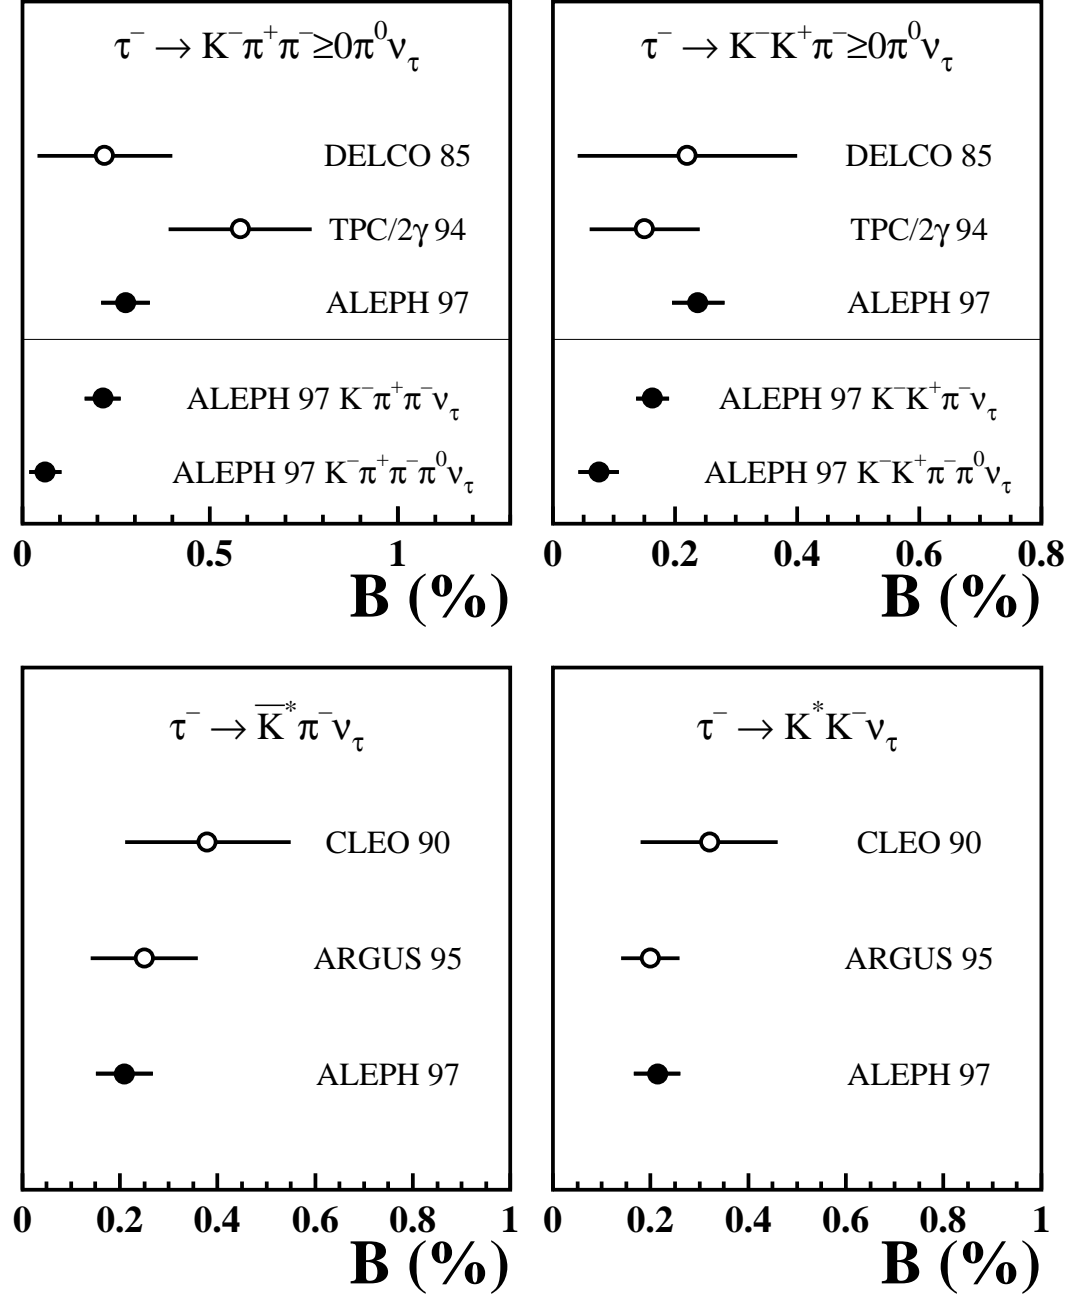 τ⁻ → K⁻π⁺π⁻≥0π⁰ν_τ
DELCO 85
TPC/2γ 94
ALEPH 97
ALEPH 97 K⁻π⁺π⁻ν_τ
ALEPH 97 K⁻π⁺π⁻π⁰ν_τ
0 0.5 1
B (%)
τ⁻ → K⁻K⁺π⁻≥0π⁰ν_τ
DELCO 85
TPC/2γ 94
ALEPH 97
ALEPH 97 K⁻K⁺π⁻ν_τ
ALEPH 97 K⁻K⁺π⁻π⁰ν_τ
0 0.2 0.4 0.6 0.8
B (%)
τ⁻ → K̅*π⁻ν_τ
CLEO 90
ARGUS 95
ALEPH 97
0 0.2 0.4 0.6 0.8 1
B (%)
τ⁻ → K*K⁻ν_τ
CLEO 90
ARGUS 95
ALEPH 97
0 0.2 0.4 0.6 0.8 1
B (%)